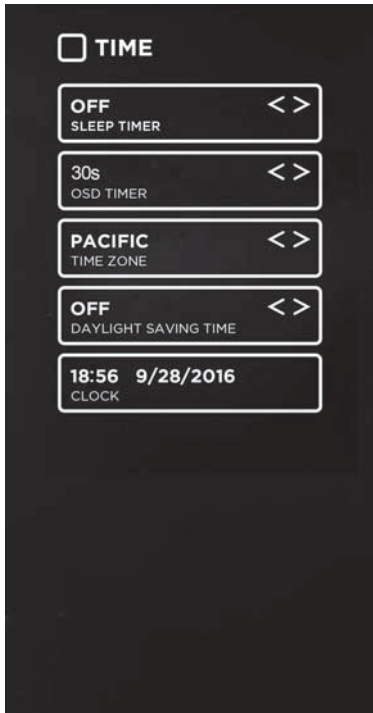 TIME
OFF < >
SLEEP TIMER
30s < >
OSD TIMER
PACIFIC < >
TIME ZONE
OFF < >
DAYLIGHT SAVING TIME
18:56 9/28/2016
CLOCK